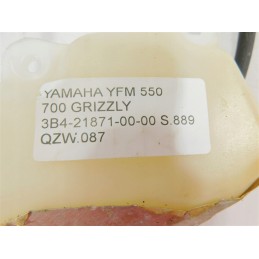 YAMAHA YFM 550
700 GRIZZLY
3B4-21871-00-00 S.889
QZW.087